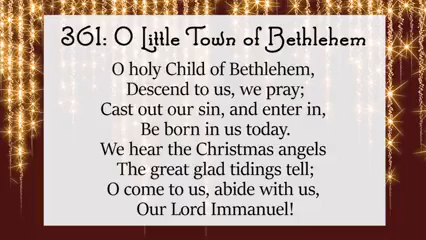 361: O Little Town of Bethlehem
O holy Child of Bethlehem,
Descend to us, we pray;
Cast out our sin, and enter in,
Be born in us today.
We hear the Christmas angels
The great glad tidings tell;
O come to us, abide with us,
Our Lord Immanuel!